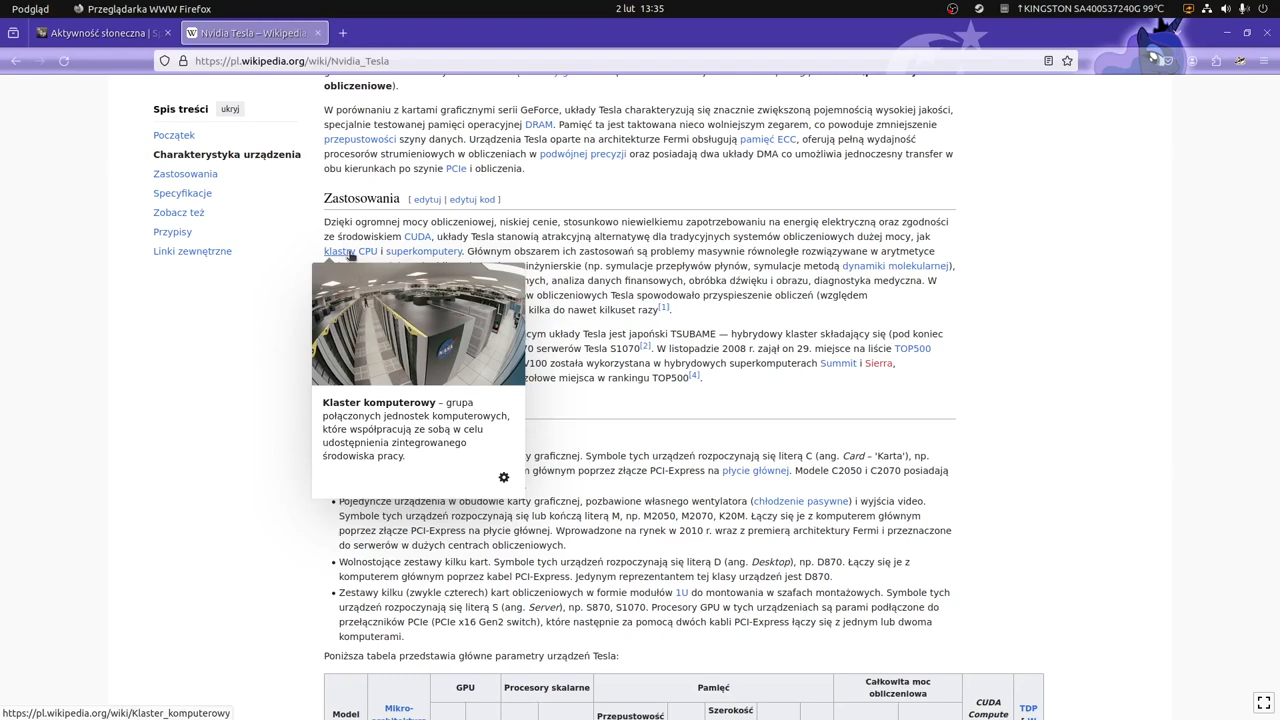 Podgląd
2 lut 13:35
KINGSTON SA400S37240G 99°C
Aktywność słoneczna | S
Nvidia Tesla – Wikipedia
https://pl.wikipedia.org/wiki/Nvidia_Tesla
Spis treści ukryj
Początek
Charakterystyka urządzenia
Zastosowania
Specyfikacje
Zobacz też
Przypisy
Linki zewnętrzne
obliczeniowe).
W porównaniu z kartami graficznymi serii GeForce, układy Tesla charakteryzują się znacznie zwiększoną pojemnością wysokiej jakości,
specjalnie testowanej pamięci operacyjnej DRAM. Pamięć ta jest taktowana nieco wolniejszym zegarem, co powoduje zmniejszenie
przepustowości szyny danych. Urządzenia Tesla oparte na architekturze Fermi obsługują pamięć ECC, oferują pełną wydajność
procesorów strumieniowych w obliczeniach w podwójnej precyzji oraz posiadają dwa układy DMA co umożliwia jednoczesny transfer w
obu kierunkach po szynie PCIe i obliczenia.
Zastosowania [ edytuj | edytuj kod ]
Dzięki ogromnej mocy obliczeniowej, niskiej cenie, stosunkowo niewielkiemu zapotrzebowaniu na energię elektryczną oraz zgodności
ze środowiskiem CUDA, układy Tesla stanowią atrakcyjną alternatywę dla tradycyjnych systemów obliczeniowych dużej mocy, jak
klastry CPU i superkomputery. Głównym obszarem ich zastosowań są problemy masywnie równoległe rozwiązywane w arytmetyce
inżynierskie (np. symulacje przepływów płynów, symulacje metodą dynamiki molekularnej),
nych, analiza danych finansowych, obróbka dźwięku i obrazu, diagnostyka medyczna. W
w obliczeniowych Tesla spowodowało przyspieszenie obliczeń (względem
kilka do nawet kilkuset razy[1].
cym układy Tesla jest japoński TSUBAME — hybrydowy klaster składający się (pod koniec
70 serwerów Tesla S1070[2]. W listopadzie 2008 r. zajął on 29. miejsce na liście TOP500
V100 została wykorzystana w hybrydowych superkomputerach Summit i Sierra,
zołowe miejsca w rankingu TOP500[4].
NASA
Klaster komputerowy – grupa
połączonych jednostek komputerowych,
które współpracują ze sobą w celu
udostępnienia zintegrowanego
środowiska pracy.
y graficznej. Symbole tych urządzeń rozpoczynają się literą C (ang. Card – 'Karta'), np.
m głównym poprzez złącze PCI-Express na płycie głównej. Modele C2050 i C2070 posiadają
• Pojedyncze urządzenia w obudowie karty graficznej, pozbawione własnego wentylatora (chłodzenie pasywne) i wyjścia video.
Symbole tych urządzeń rozpoczynają się lub kończą literą M, np. M2050, M2070, K20M. Łączy się je z komputerem głównym
poprzez złącze PCI-Express na płycie głównej. Wprowadzone na rynek w 2010 r. wraz z premierą architektury Fermi i przeznaczone
do serwerów w dużych centrach obliczeniowych.
• Wolnostojące zestawy kilku kart. Symbole tych urządzeń rozpoczynają się literą D (ang. Desktop), np. D870. Łączy się je z
komputerem głównym poprzez kabel PCI-Express. Jedynym reprezentantem tej klasy urządzeń jest D870.
• Zestawy kilku (zwykle czterech) kart obliczeniowych w formie modułów 1U do montowania w szafach montażowych. Symbole tych
urządzeń rozpoczynają się literą S (ang. Server), np. S870, S1070. Procesory GPU w tych urządzeniach są parami podłączone do
przełączników PCIe (PCIe x16 Gen2 switch), które następnie za pomocą dwóch kabli PCI-Express łączy się z jednym lub dwoma
komputerami.
Poniższa tabela przedstawia główne parametry urządzeń Tesla:
GPU Procesory skalarne Pamięć Całkowita moc
obliczeniowa
Model Mikro-
architektura
Przepustowość Szerokość
CUDA
Compute
TDP
https://pl.wikipedia.org/wiki/Klaster_komputerowy